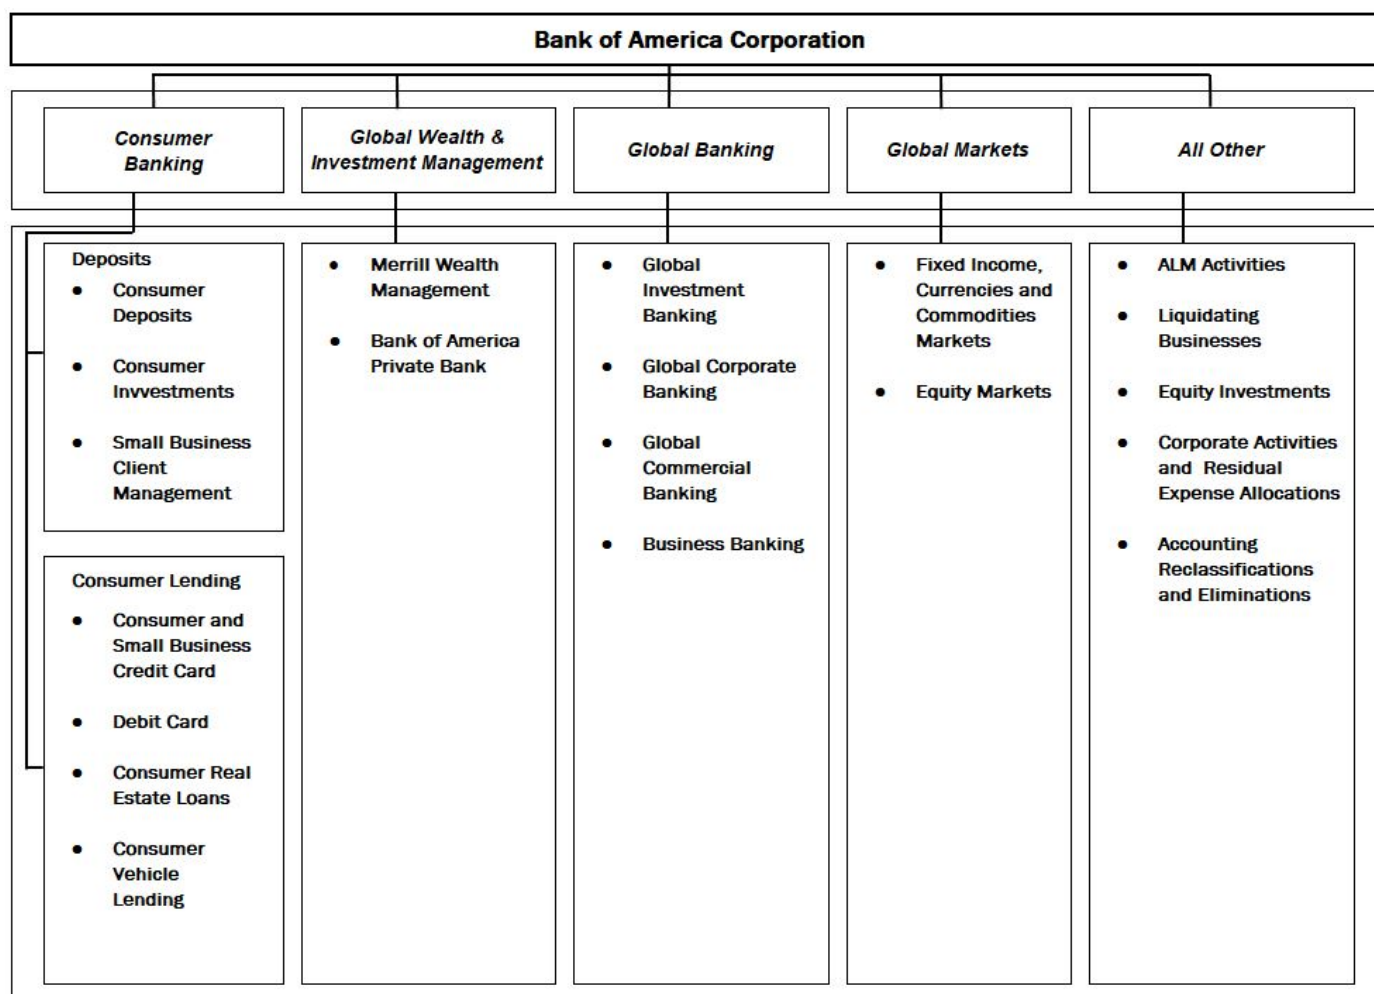 Bank of America Corporation
Consumer
Banking
Global Wealth &
Investment Management
Global Banking
Global Markets
All Other
Deposits
● Consumer
Deposits
● Consumer
Invvestments
● Small Business
Client
Management
Consumer Lending
● Consumer and
Small Business
Credit Card
● Debit Card
● Consumer Real
Estate Loans
● Consumer
Vehicle
Lending
● Merrill Wealth
Management
● Bank of America
Private Bank
● Global
Investment
Banking
● Global Corporate
Banking
● Global
Commercial
Banking
● Business Banking
● Fixed Income,
Currencies and
Commodities
Markets
● Equity Markets
● ALM Activities
● Liquidating
Businesses
● Equity Investments
● Corporate Activities
and Residual
Expense Allocations
● Accounting
Reclassifications
and Eliminations